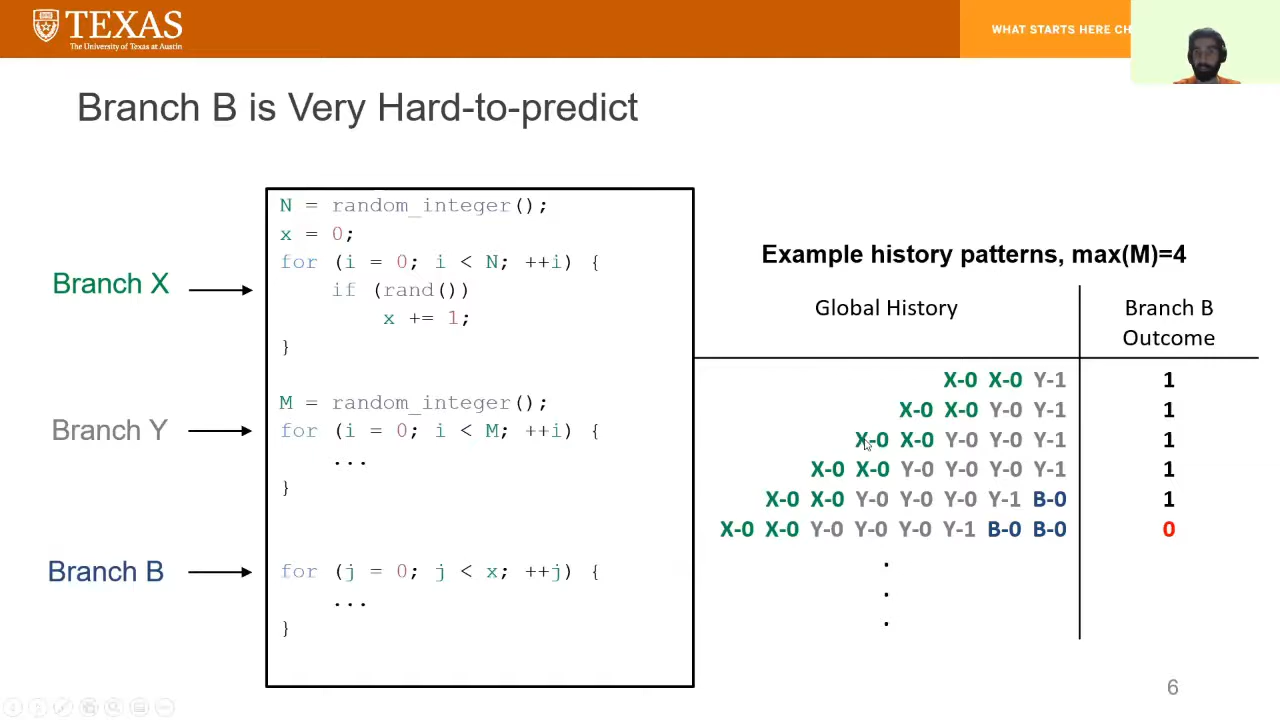 TEXAS
The University of Texas at Austin
WHAT STARTS HERE CH
Branch B is Very Hard-to-predict
Branch X
Branch Y
Branch B
N = random_integer();
x = 0;
for (i = 0; i < N; ++i) {
if (rand())
x += 1;
}
M = random_integer();
for (i = 0; i < M; ++i) {
...
}
for (j = 0; j < x; ++j) {
...
}
Example history patterns, max(M)=4
Global History
Branch B
Outcome
X-0 X-0 Y-1 1
X-0 X-0 Y-0 Y-1 1
X-0 X-0 Y-0 Y-0 Y-1 1
X-0 X-0 Y-0 Y-0 Y-0 Y-1 1
X-0 X-0 Y-0 Y-0 Y-0 Y-1 B-0 1
X-0 X-0 Y-0 Y-0 Y-0 Y-1 B-0 B-0 0
.
.
.
6